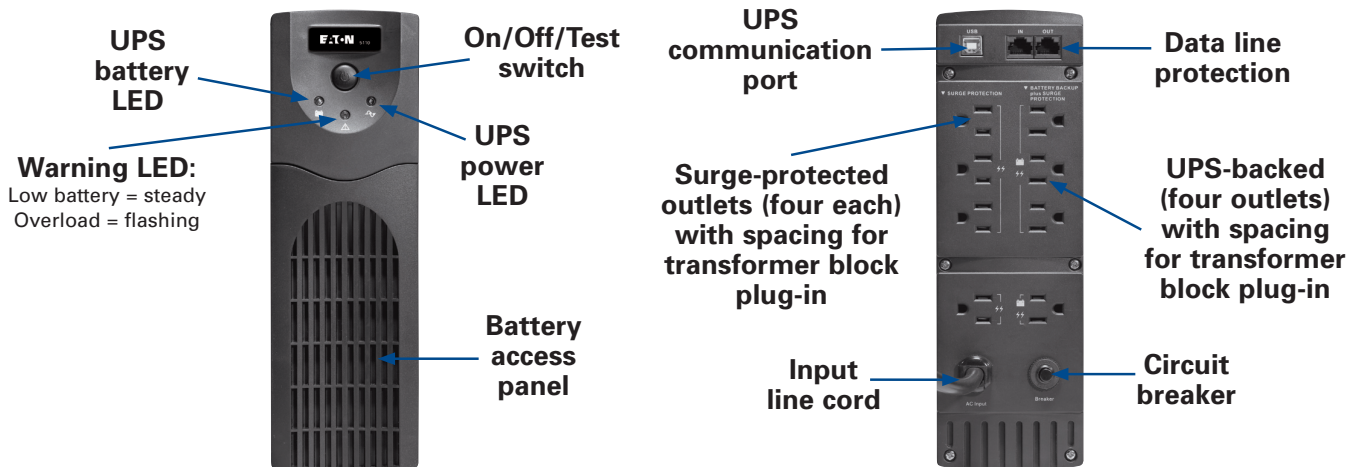 UPS
battery
LED
EATON 5110
On/Off/Test
switch
Warning LED:
Low battery = steady
Overload = flashing
UPS
power
LED
Battery
access
panel
UPS
communication
port
USB
IN OUT
Data line
protection
SURGE PROTECTION
BATTERY BACKUP
plus SURGE
PROTECTION
Surge-protected
outlets (four each)
with spacing for
transformer block
plug-in
UPS-backed
(four outlets)
with spacing
for transformer
block plug-in
Input
line cord
AC Input
Breaker
Circuit
breaker